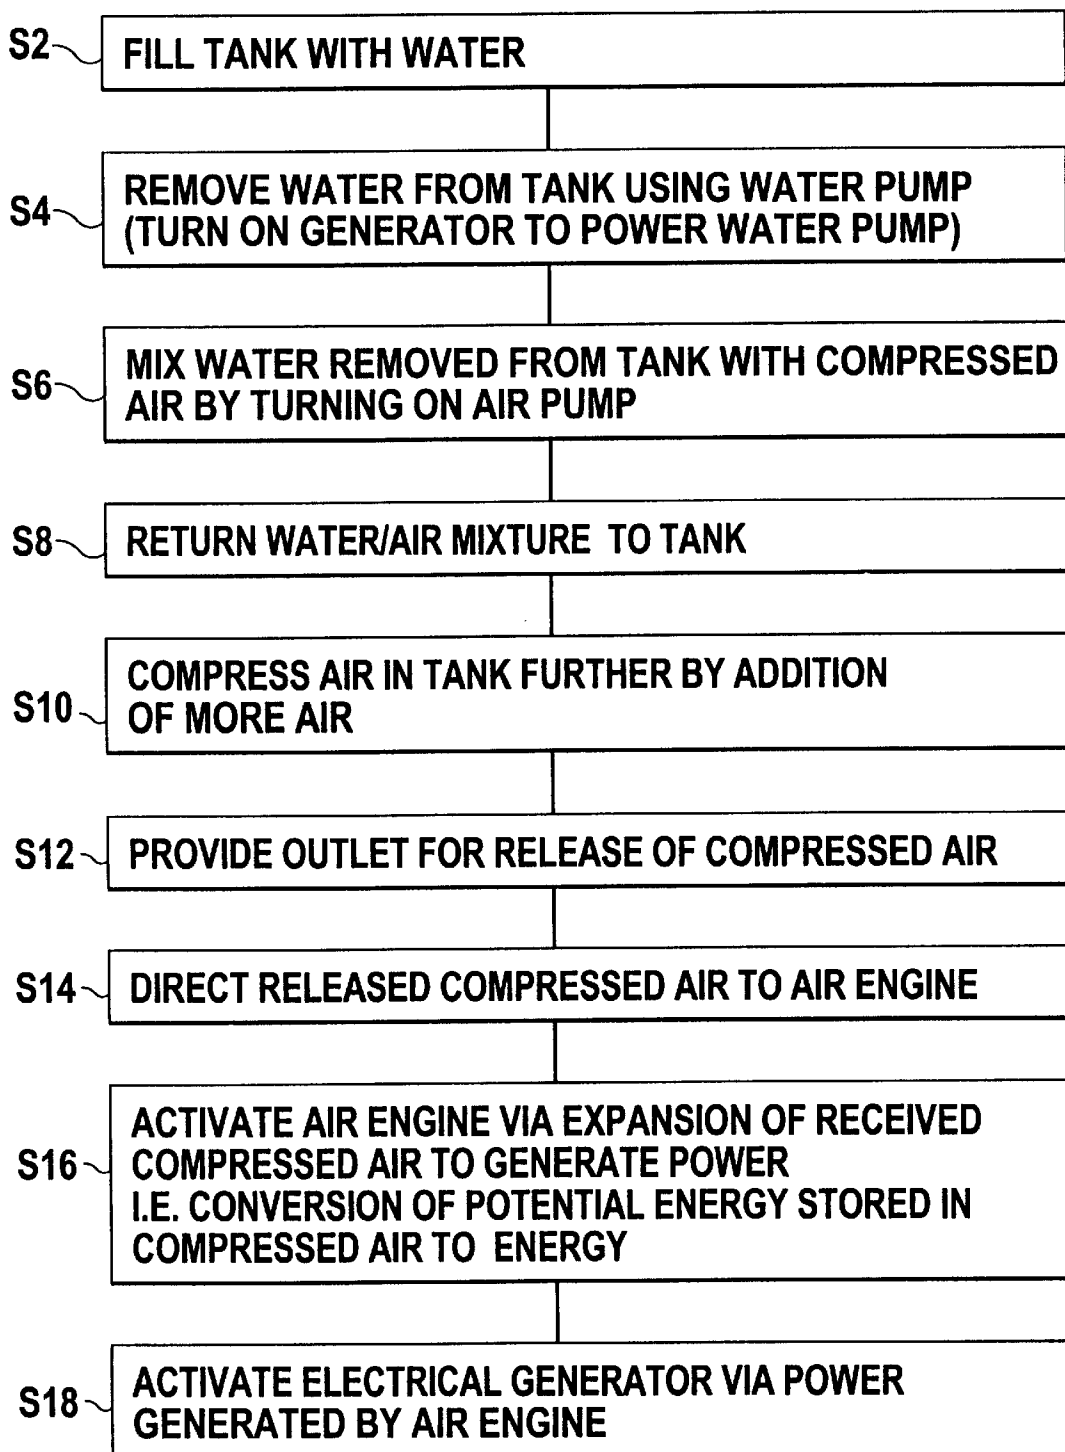 S2
FILL TANK WITH WATER
S4
REMOVE WATER FROM TANK USING WATER PUMP
(TURN ON GENERATOR TO POWER WATER PUMP)
S6
MIX WATER REMOVED FROM TANK WITH COMPRESSED
AIR BY TURNING ON AIR PUMP
S8
RETURN WATER/AIR MIXTURE TO TANK
S10
COMPRESS AIR IN TANK FURTHER BY ADDITION
OF MORE AIR
S12
PROVIDE OUTLET FOR RELEASE OF COMPRESSED AIR
S14
DIRECT RELEASED COMPRESSED AIR TO AIR ENGINE
S16
ACTIVATE AIR ENGINE VIA EXPANSION OF RECEIVED
COMPRESSED AIR TO GENERATE POWER
I.E. CONVERSION OF POTENTIAL ENERGY STORED IN
COMPRESSED AIR TO ENERGY
S18
ACTIVATE ELECTRICAL GENERATOR VIA POWER
GENERATED BY AIR ENGINE